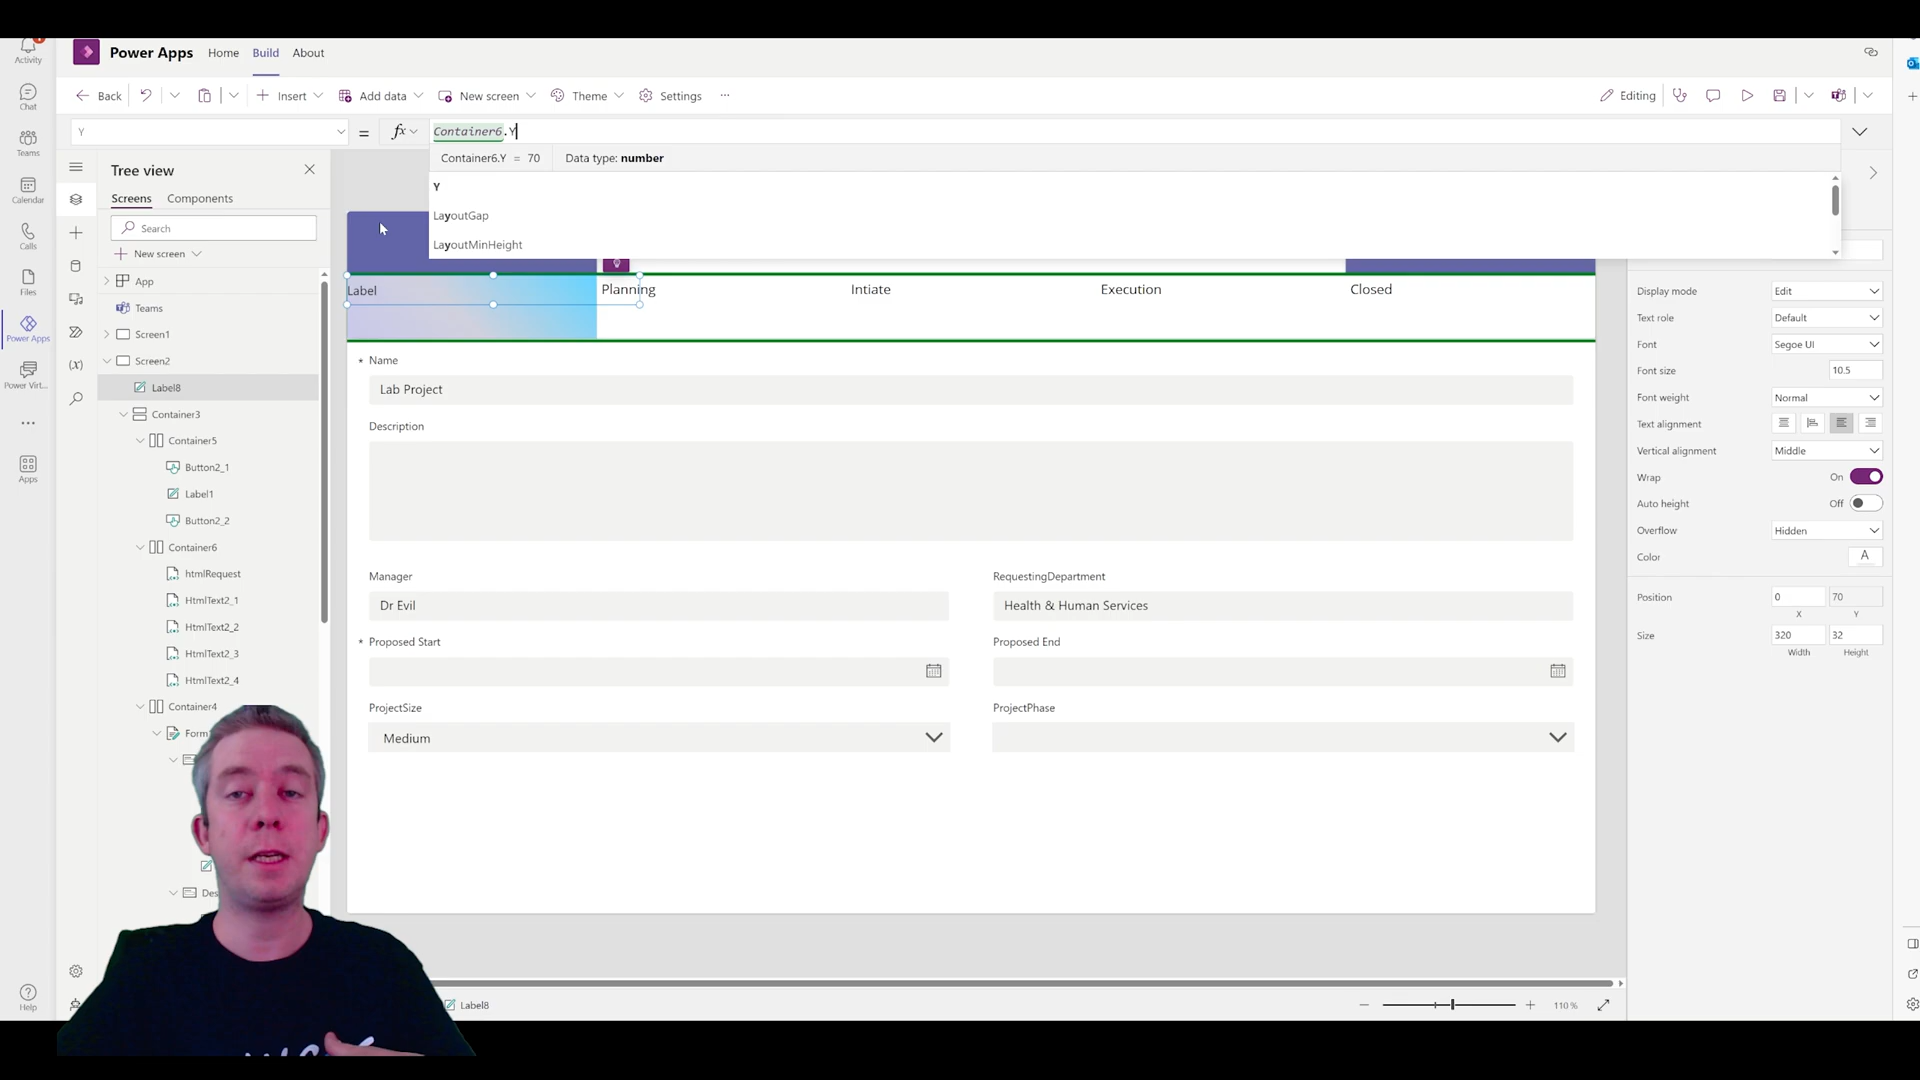 Activity
Power Apps Home Build About
Chat
Back Insert Add data New screen Theme Settings ··· Editing
Y = fx Container6.Y
Teams
Container6.Y = 70 Data type: number
Tree view
Y
Calendar
Screens Components
LayoutGap
Search
Calls
LayoutMinHeight
New screen
Files
App
Label Planning Intiate Execution Closed
Display mode Edit
Teams
Text role Default
Power Apps
Screen1
Font Segoe UI
Screen2
* Name
Font size 10.5
Power Virt...
Label8
Lab Project
Font weight Normal
Container3
Description
Text alignment
Container5
Vertical alignment Middle
Button2_1
Apps
Wrap On
Label1
Auto height Off
Button2_2
Overflow Hidden
Container6
Color A
htmlRequest
Manager RequestingDepartment
HtmlText2_1
Dr Evil Health & Human Services
Position 0 70
X Y
HtmlText2_2
* Proposed Start Proposed End
Size 320 32
Width Height
HtmlText2_3
HtmlText2_4
Container4
ProjectSize ProjectPhase
Form
Medium
Des
Help
Label8
110 %